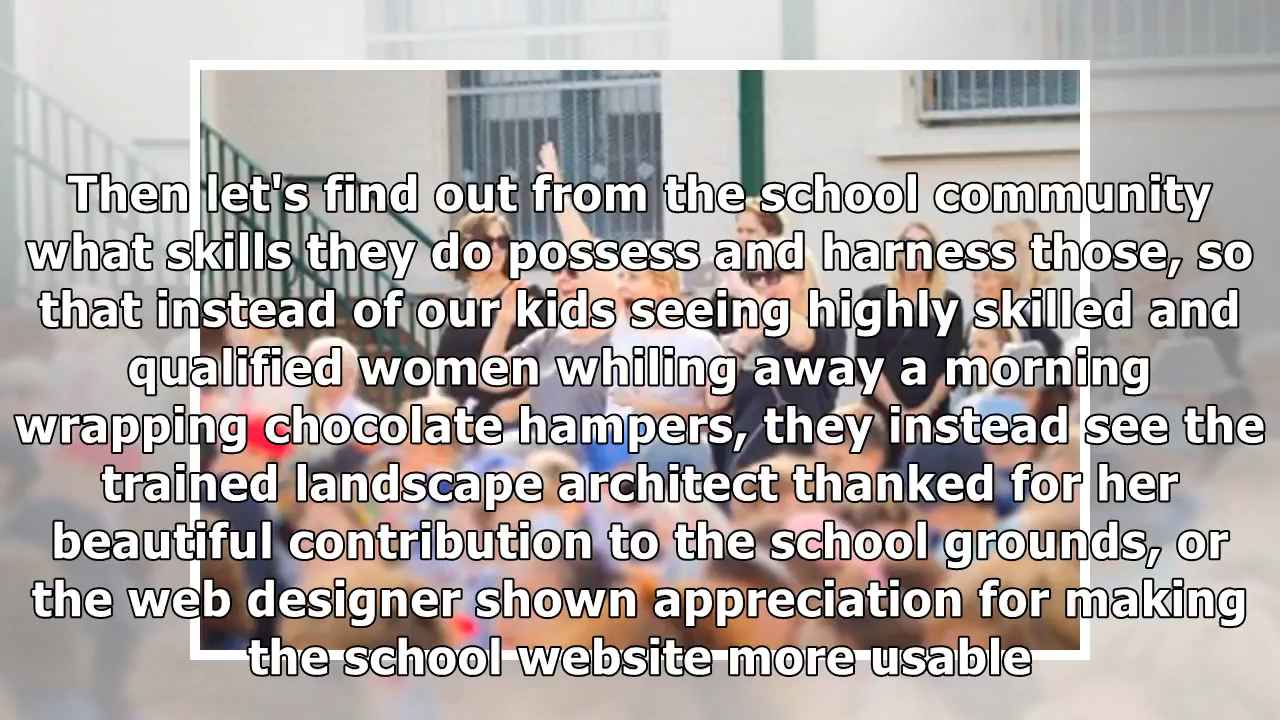 Then let's find out from the school community
what skills they do possess and harness those, so
that instead of our kids seeing highly skilled and
qualified women whiling away a morning
wrapping chocolate hampers, they instead see the
trained landscape architect thanked for her
beautiful contribution to the school grounds, or
the web designer shown appreciation for making
the school website more usable